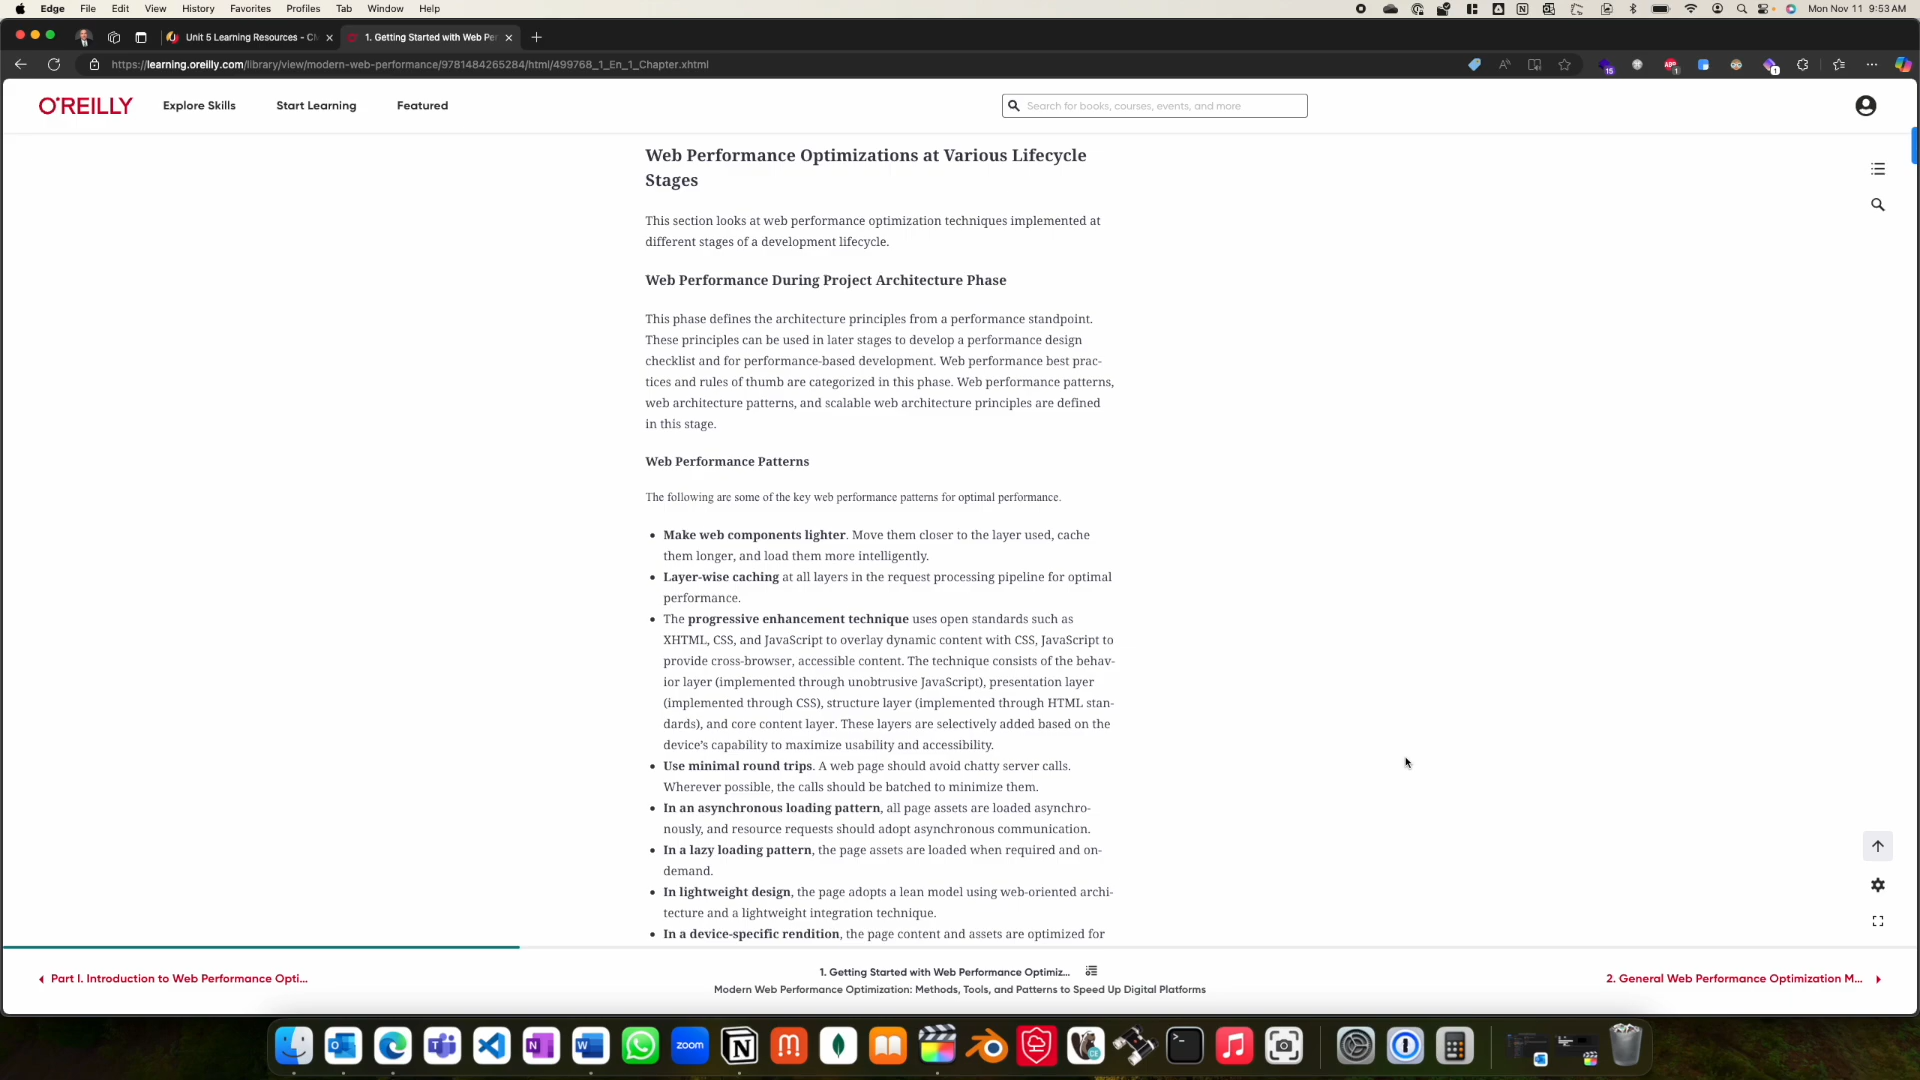 Edge File Edit View History Favorites Profiles Tab Window Help
Mon Nov 11 9:53 AM
Unit 5 Learning Resources - C
1. Getting Started with Web Pe
https://learning.oreilly.com/library/view/modern-web-performance/9781484265284/html/499768_1_En_1_Chapter.xhtml
15
ABP
1
1
O'REILLY
Explore Skills
Start Learning
Featured
Search for books, courses, events, and more
Web Performance Optimizations at Various Lifecycle
Stages
This section looks at web performance optimization techniques implemented at
different stages of a development lifecycle.
Web Performance During Project Architecture Phase
This phase defines the architecture principles from a performance standpoint.
These principles can be used in later stages to develop a performance design
checklist and for performance-based development. Web performance best prac-
tices and rules of thumb are categorized in this phase. Web performance patterns,
web architecture patterns, and scalable web architecture principles are defined
in this stage.
Web Performance Patterns
The following are some of the key web performance patterns for optimal performance.
• Make web components lighter. Move them closer to the layer used, cache
them longer, and load them more intelligently.
• Layer-wise caching at all layers in the request processing pipeline for optimal
performance.
• The progressive enhancement technique uses open standards such as
XHTML, CSS, and JavaScript to overlay dynamic content with CSS, JavaScript to
provide cross-browser, accessible content. The technique consists of the behav-
ior layer (implemented through unobtrusive JavaScript), presentation layer
(implemented through CSS), structure layer (implemented through HTML stan-
dards), and core content layer. These layers are selectively added based on the
device's capability to maximize usability and accessibility.
• Use minimal round trips. A web page should avoid chatty server calls.
Wherever possible, the calls should be batched to minimize them.
• In an asynchronous loading pattern, all page assets are loaded asynchro-
nously, and resource requests should adopt asynchronous communication.
• In a lazy loading pattern, the page assets are loaded when required and on-
demand.
• In lightweight design, the page adopts a lean model using web-oriented archi-
tecture and a lightweight integration technique.
• In a device-specific rendition, the page content and assets are optimized for
Part I. Introduction to Web Performance Opti...
1. Getting Started with Web Performance Optimiz...
Modern Web Performance Optimization: Methods, Tools, and Patterns to Speed Up Digital Platforms
2. General Web Performance Optimization M...
zoom